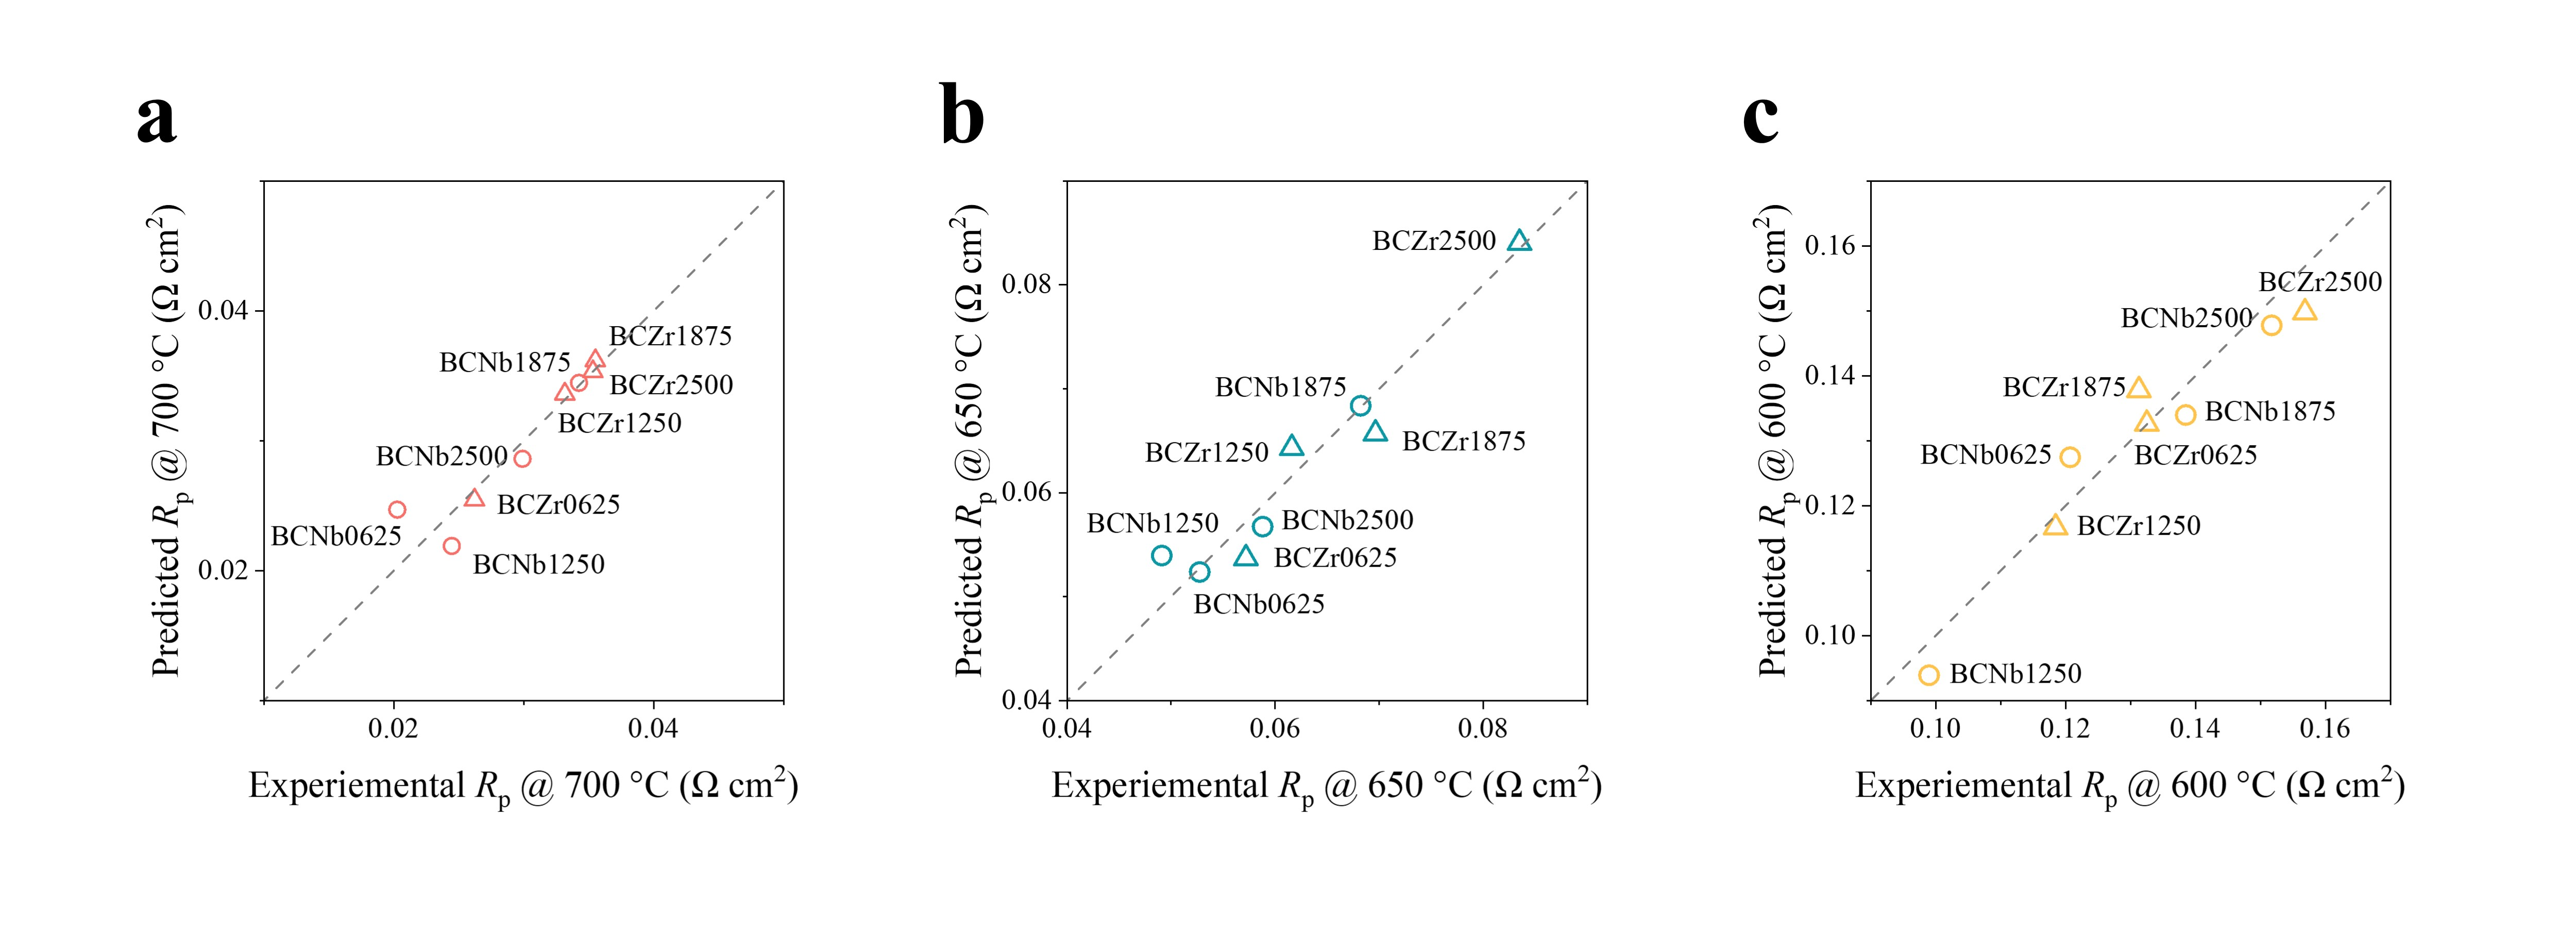 a
Predicted Rp @ 700 °C (Ω cm²)
0.04
0.02
BCZr1875
BCNb1875
BCZr2500
BCZr1250
BCNb2500
BCZr0625
BCNb0625
BCNb1250
0.02 0.04
Experiemental Rp @ 700 °C (Ω cm²)
b
Predicted Rp @ 650 °C (Ω cm²)
0.08
0.06
0.04
BCZr2500
BCNb1875
BCZr1875
BCZr1250
BCNb1250
BCNb2500
BCZr0625
BCNb0625
0.04 0.06 0.08
Experiemental Rp @ 650 °C (Ω cm²)
c
Predicted Rp @ 600 °C (Ω cm²)
0.16
0.14
0.12
0.10
BCZr2500
BCNb2500
BCZr1875
BCNb1875
BCNb0625
BCZr0625
BCZr1250
BCNb1250
0.10 0.12 0.14 0.16
Experiemental Rp @ 600 °C (Ω cm²)